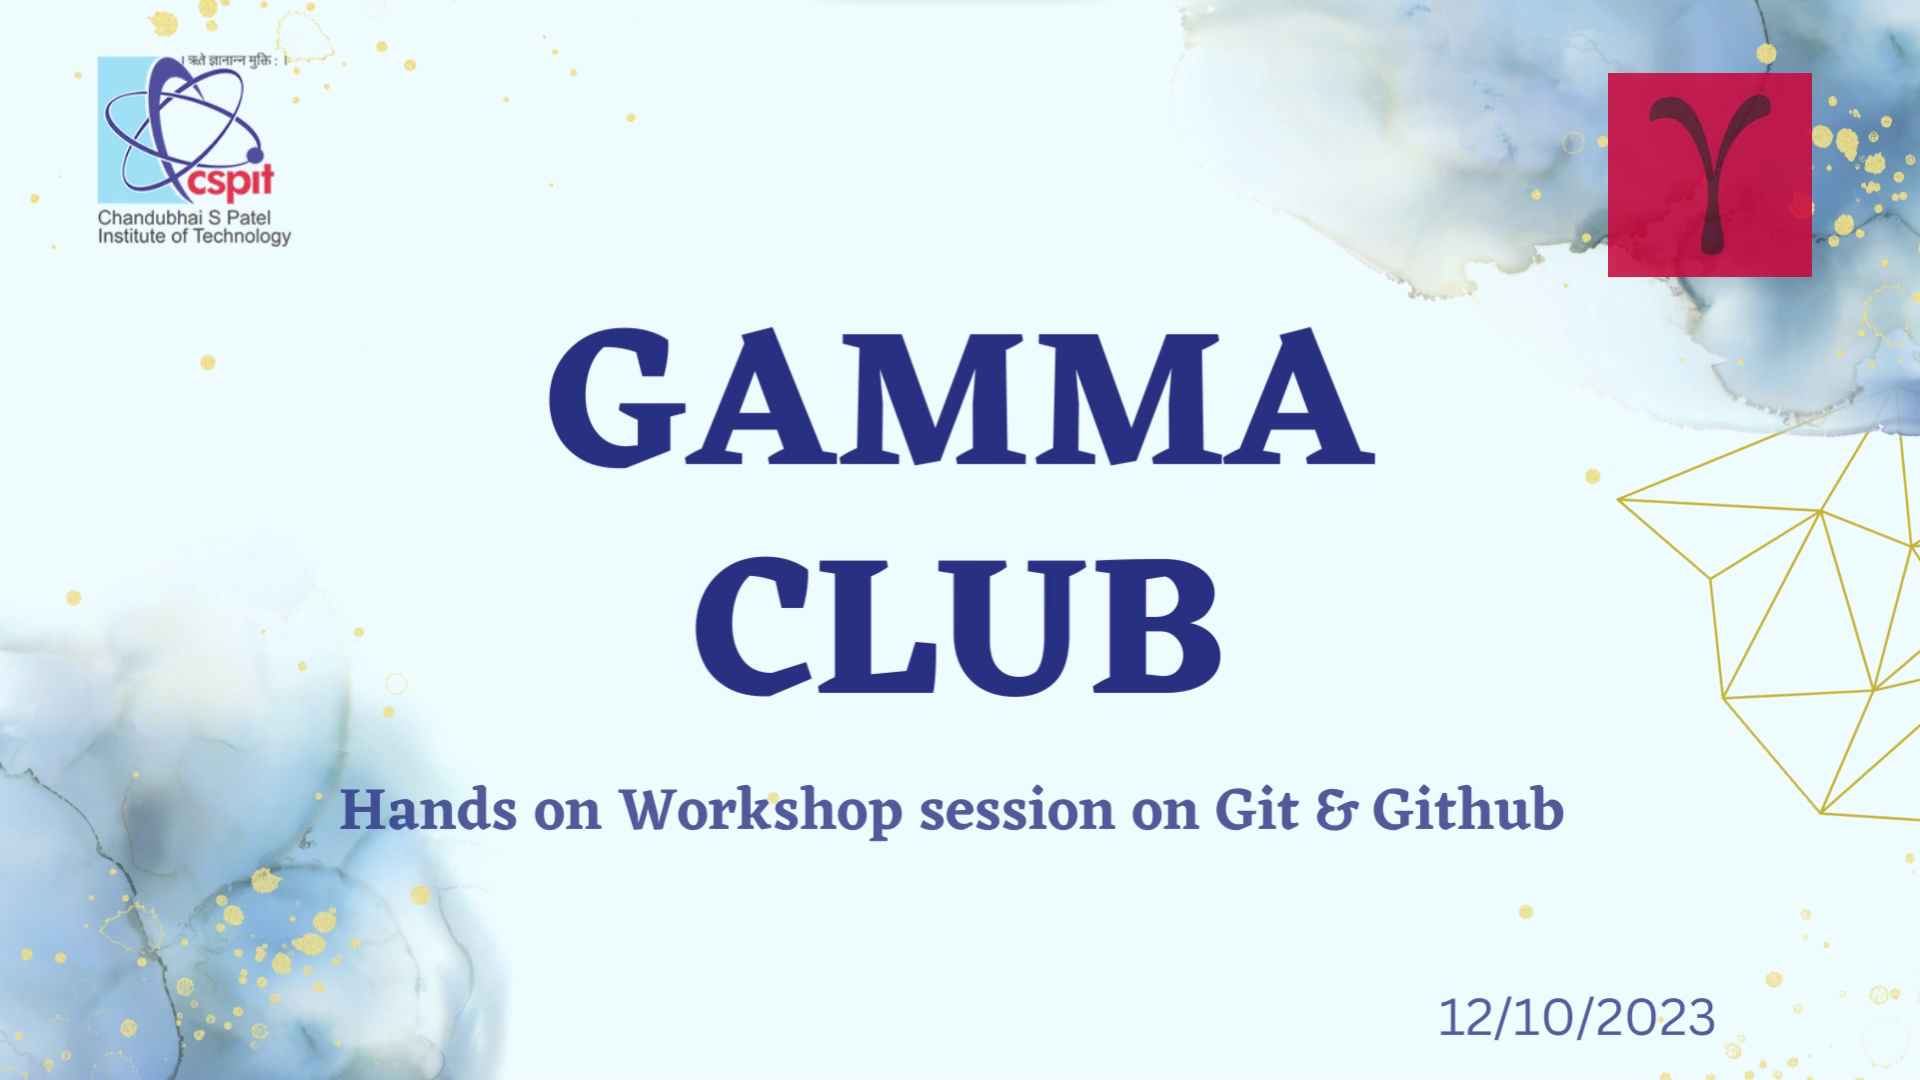 । ऋते ज्ञानान्न मुक्ति : ।
cspit
Chandubhai S Patel
Institute of Technology
γ
GAMMA
CLUB
Hands on Workshop session on Git & Github
12/10/2023